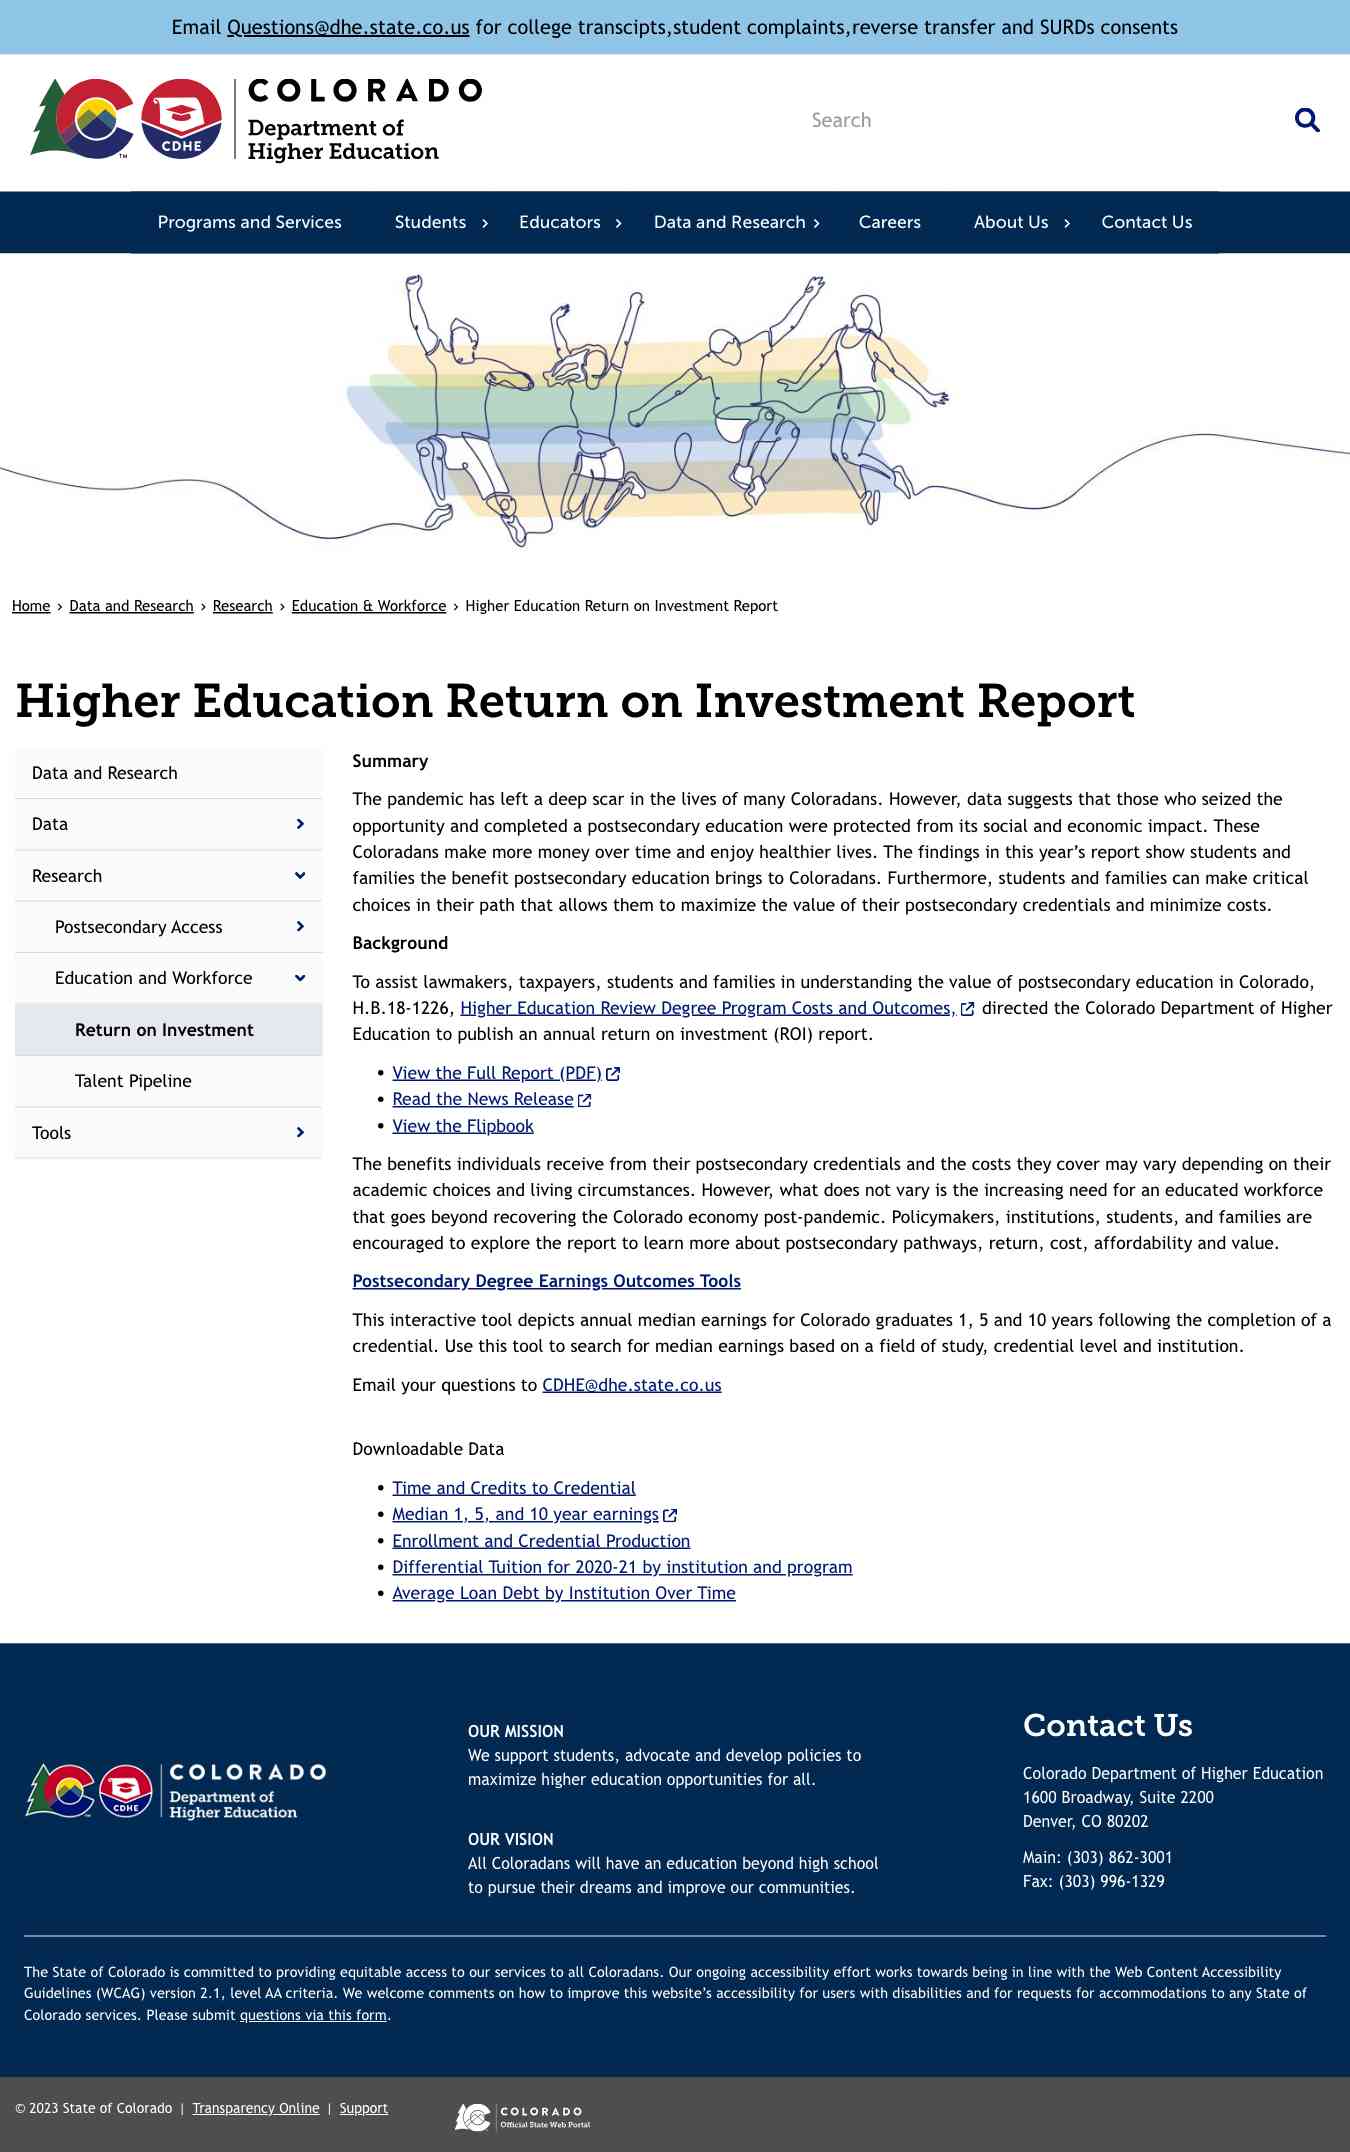 Email Questions@dhe.state.co.us for college transcipts,student complaints,reverse transfer and SURDs consents
CDHE
TM
COLORADO
Department of
Higher Education
Search
Programs and Services Students Educators Data and Research Careers About Us Contact Us
Home › Data and Research › Research › Education & Workforce › Higher Education Return on Investment Report
Higher Education Return on Investment Report
Data and Research
Data
Research
Postsecondary Access
Education and Workforce
Return on Investment
Talent Pipeline
Tools
Summary
The pandemic has left a deep scar in the lives of many Coloradans. However, data suggests that those who seized the
opportunity and completed a postsecondary education were protected from its social and economic impact. These
Coloradans make more money over time and enjoy healthier lives. The findings in this year’s report show students and
families the benefit postsecondary education brings to Coloradans. Furthermore, students and families can make critical
choices in their path that allows them to maximize the value of their postsecondary credentials and minimize costs.
Background
To assist lawmakers, taxpayers, students and families in understanding the value of postsecondary education in Colorado,
H.B.18-1226, Higher Education Review Degree Program Costs and Outcomes, directed the Colorado Department of Higher
Education to publish an annual return on investment (ROI) report.
• View the Full Report (PDF)
• Read the News Release
• View the Flipbook
The benefits individuals receive from their postsecondary credentials and the costs they cover may vary depending on their
academic choices and living circumstances. However, what does not vary is the increasing need for an educated workforce
that goes beyond recovering the Colorado economy post-pandemic. Policymakers, institutions, students, and families are
encouraged to explore the report to learn more about postsecondary pathways, return, cost, affordability and value.
Postsecondary Degree Earnings Outcomes Tools
This interactive tool depicts annual median earnings for Colorado graduates 1, 5 and 10 years following the completion of a
credential. Use this tool to search for median earnings based on a field of study, credential level and institution.
Email your questions to CDHE@dhe.state.co.us
Downloadable Data
• Time and Credits to Credential
• Median 1, 5, and 10 year earnings
• Enrollment and Credential Production
• Differential Tuition for 2020-21 by institution and program
• Average Loan Debt by Institution Over Time
CDHE
COLORADO
Department of
Higher Education
OUR MISSION
We support students, advocate and develop policies to
maximize higher education opportunities for all.
OUR VISION
All Coloradans will have an education beyond high school
to pursue their dreams and improve our communities.
Contact Us
Colorado Department of Higher Education
1600 Broadway, Suite 2200
Denver, CO 80202
Main: (303) 862-3001
Fax: (303) 996-1329
The State of Colorado is committed to providing equitable access to our services to all Coloradans. Our ongoing accessibility effort works towards being in line with the Web Content Accessibility
Guidelines (WCAG) version 2.1, level AA criteria. We welcome comments on how to improve this website’s accessibility for users with disabilities and for requests for accommodations to any State of
Colorado services. Please submit questions via this form.
© 2023 State of Colorado | Transparency Online | Support
COLORADO
Official State Web Portal